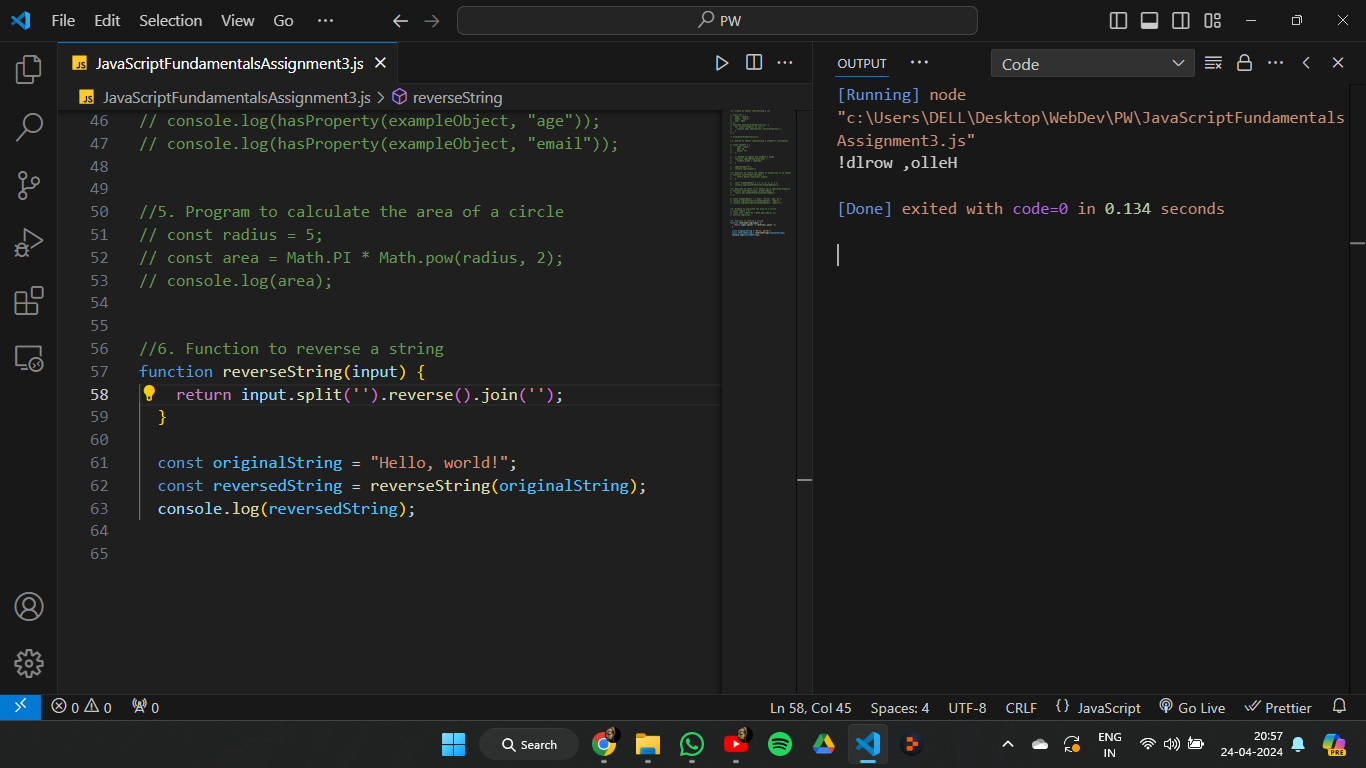 File Edit Selection View Go ··· PW
JS JavaScriptFundamentalsAssignment3.js
JS JavaScriptFundamentalsAssignment3.js > reverseString
46 // console.log(hasProperty(exampleObject, "age"));
47 // console.log(hasProperty(exampleObject, "email"));
48
49
50 //5. Program to calculate the area of a circle
51 // const radius = 5;
52 // const area = Math.PI * Math.pow(radius, 2);
53 // console.log(area);
54
55
56 //6. Function to reverse a string
57 function reverseString(input) {
58 return input.split('').reverse().join('');
59 }
60
61 const originalString = "Hello, world!";
62 const reversedString = reverseString(originalString);
63 console.log(reversedString);
64
65
OUTPUT ··· Code
[Running] node
"c:\Users\DELL\Desktop\WebDev\PW\JavaScriptFundamentals
Assignment3.js"
!dlrow ,olleH
[Done] exited with code=0 in 0.134 seconds
0 0 0 Ln 58, Col 45 Spaces: 4 UTF-8 CRLF {} JavaScript Go Live Prettier
Search
ENG
IN
20:57
24-04-2024
PRE